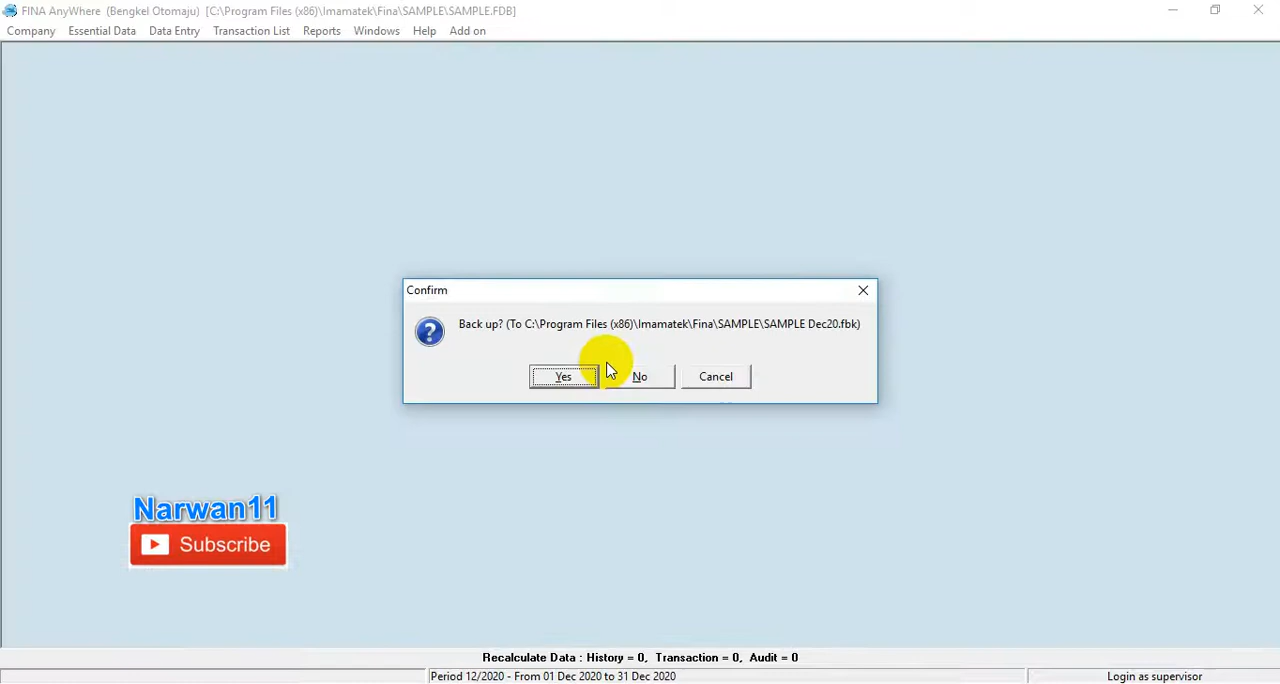 FINA AnyWhere (Bengkel Otomaju) [C:\Program Files (x86)\Imamatek\Fina\SAMPLE\SAMPLE.FDB]
Company Essential Data Data Entry Transaction List Reports Windows Help Add on
Confirm
Back up? (To C:\Program Files (x86)\Imamatek\Fina\SAMPLE\SAMPLE Dec20.fbk)
Yes No Cancel
Narwan11
Subscribe
Recalculate Data : History = 0, Transaction = 0, Audit = 0
Period 12/2020 - From 01 Dec 2020 to 31 Dec 2020 Login as supervisor